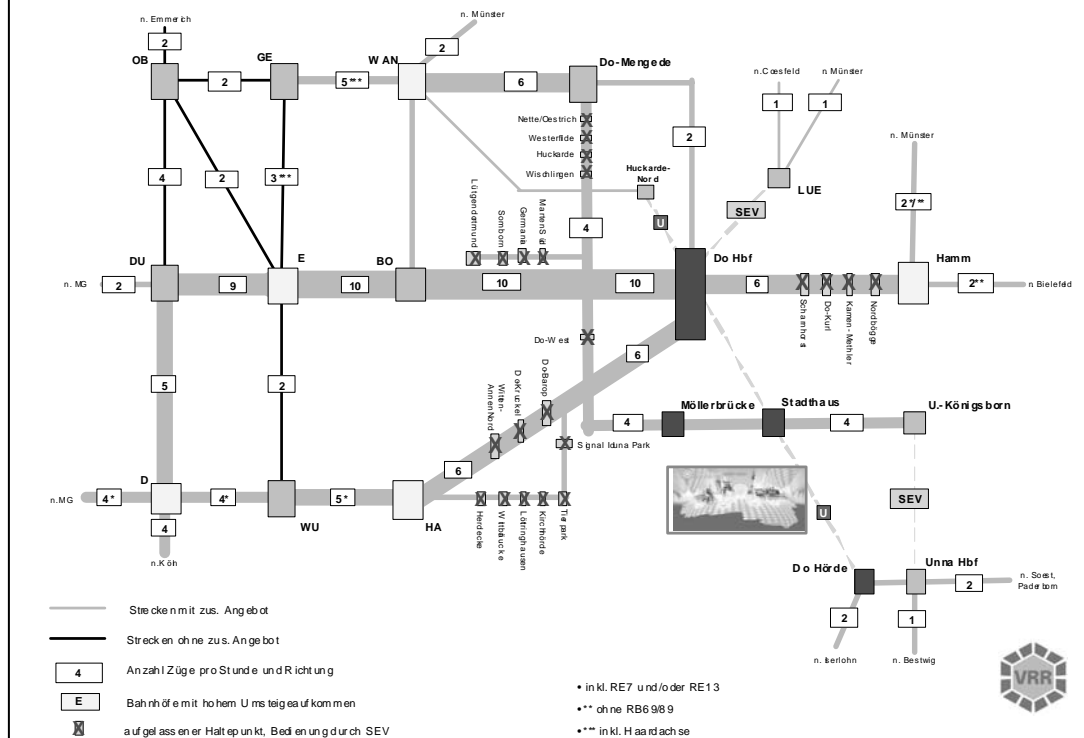 n. Emmerich
n. Münster
2
2
OB
GE
WAN
Do-Mengede
n. Coesfeld
n. Münster
2
5***
6
1
1
n. Münster
Nette/Oestrich
Westerfilde
Huckarde
Wischlingen
2
Huckarde-
Nord
LUE
4
2
3***
SEV
2*/**
U
Lütgendortmund
Somborn
Germania
Marten Süd
4
DU
E
BO
Do Hbf
Hamm
n. MG
2
9
10
10
10
6
2**
n. Bielefeld
Scharnhorst
Do-Kurl
Kamen-Methler
Nordbögge
Do-West
6
5
2
Witten-
Annen Nord
Do-Kruckel
Do-Barop
Möllerbrücke
Stadthaus
U.-Königsborn
4
4
Signal Iduna Park
6
D
n.MG
4*
4*
5*
WU
HA
SEV
U
4
n.Köln
Herdecke
Wittbräucke
Löttringhausen
Kirchhörde
Tierpark
Do Hörde
Unna Hbf
2
n. Soest,
Paderborn
2
1
n. Iserlohn
n. Bestwig
Strecken mit zus. Angebot
Strecken ohne zus. Angebot
4
Anzahl Züge pro Stunde und Richtung
E
Bahnhöfe mit hohem Umsteigeaufkommen
aufgelassener Haltepunkt, Bedienung durch SEV
• inkl. RE7 und/oder RE13
•** ohne RB69/89
•*** inkl. Haardachse
VRR